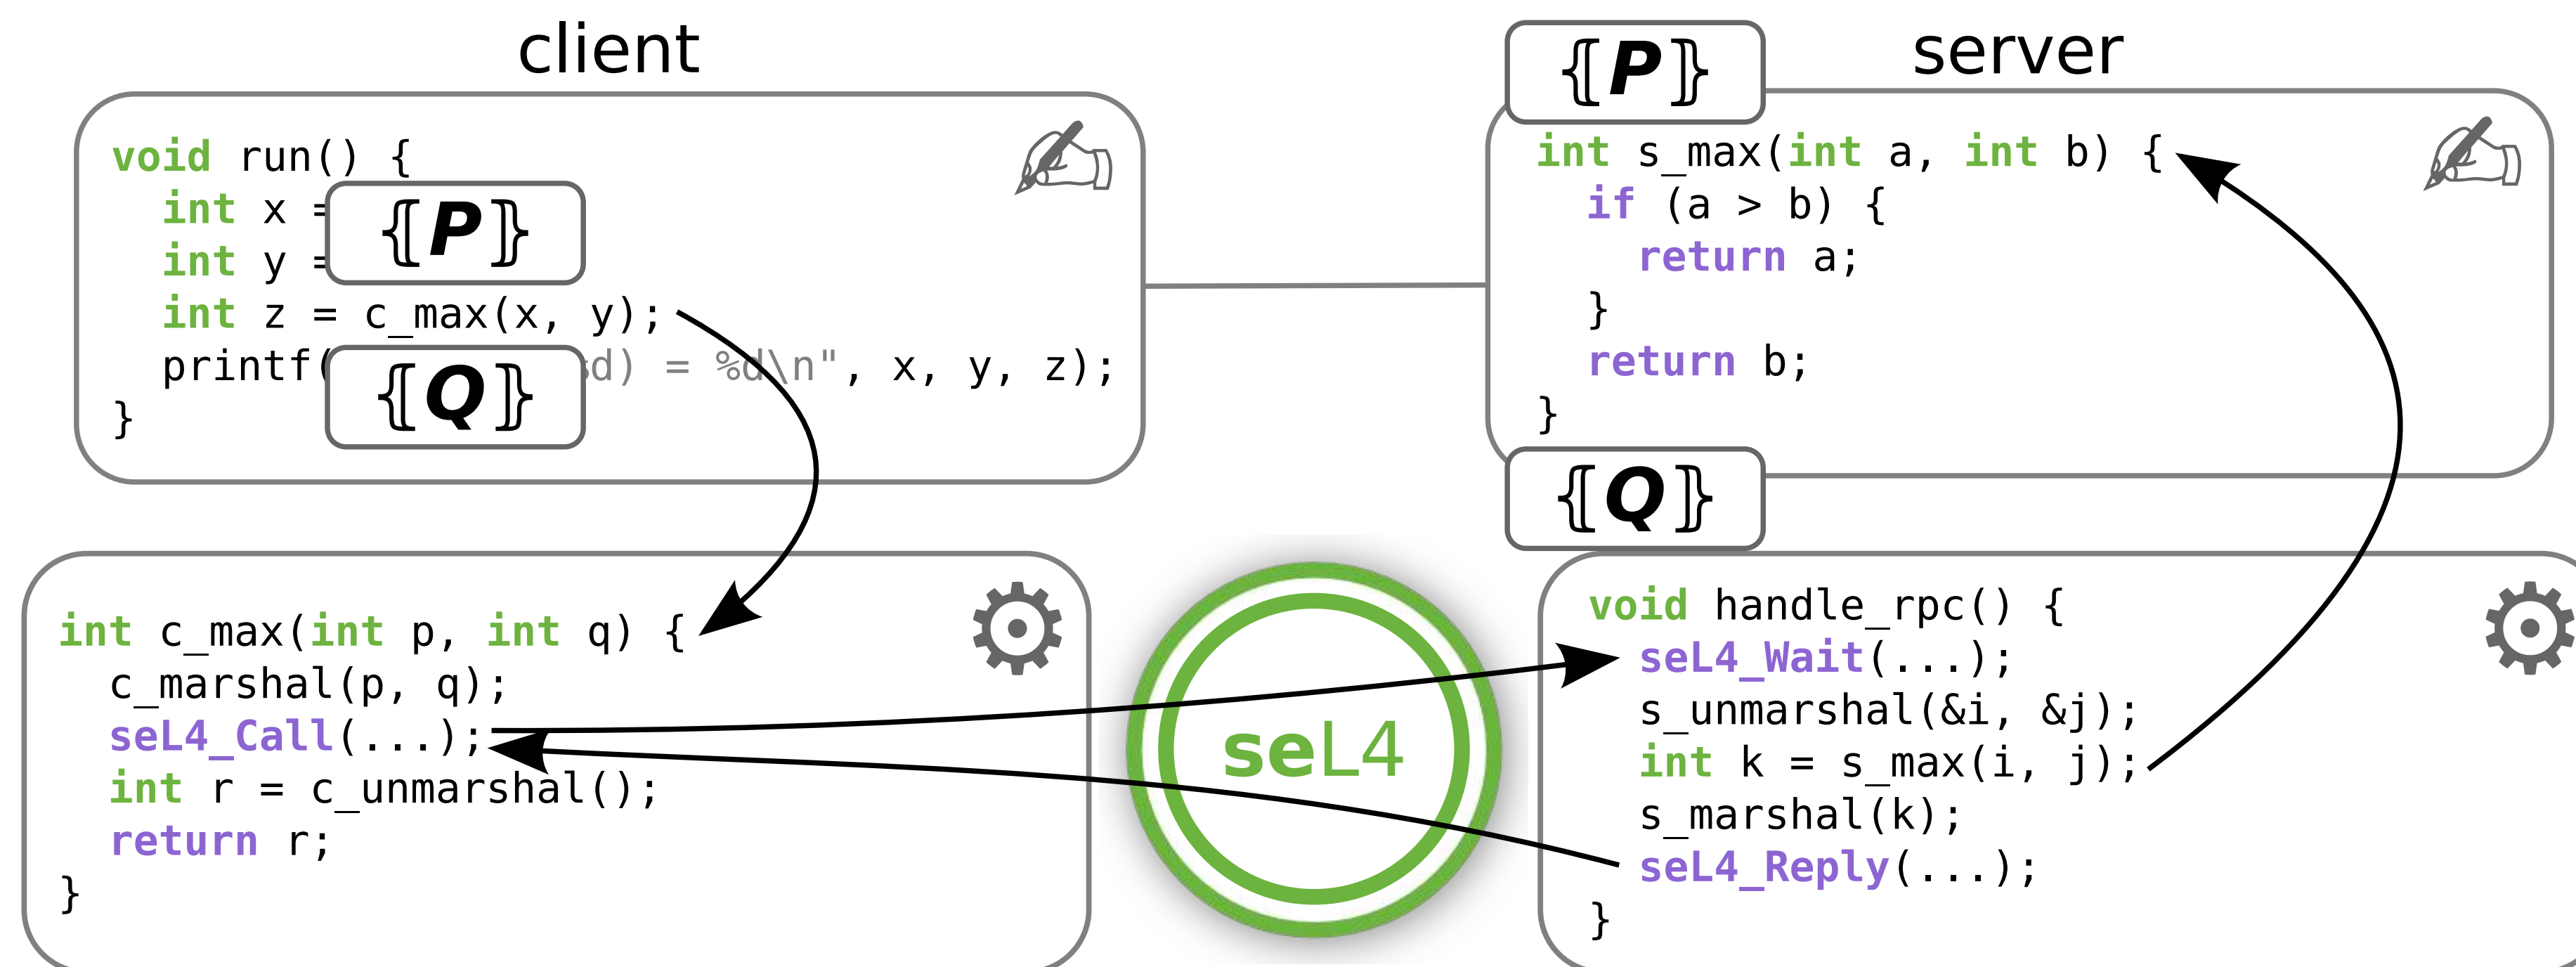 client
void run() {
{[P]}
int x =
int y =
int z = c_max(x, y);
printf( d) = %d\n", x, y, z);
{[Q]}
}
server
{[P]}
int s_max(int a, int b) {
if (a > b) {
return a;
}
return b;
}
{[Q]}
int c_max(int p, int q) {
c_marshal(p, q);
seL4_Call(...);
int r = c_unmarshal();
return r;
}
seL4
void handle_rpc() {
seL4_Wait(...);
s_unmarshal(&i, &j);
int k = s_max(i, j);
s_marshal(k);
seL4_Reply(...);
}